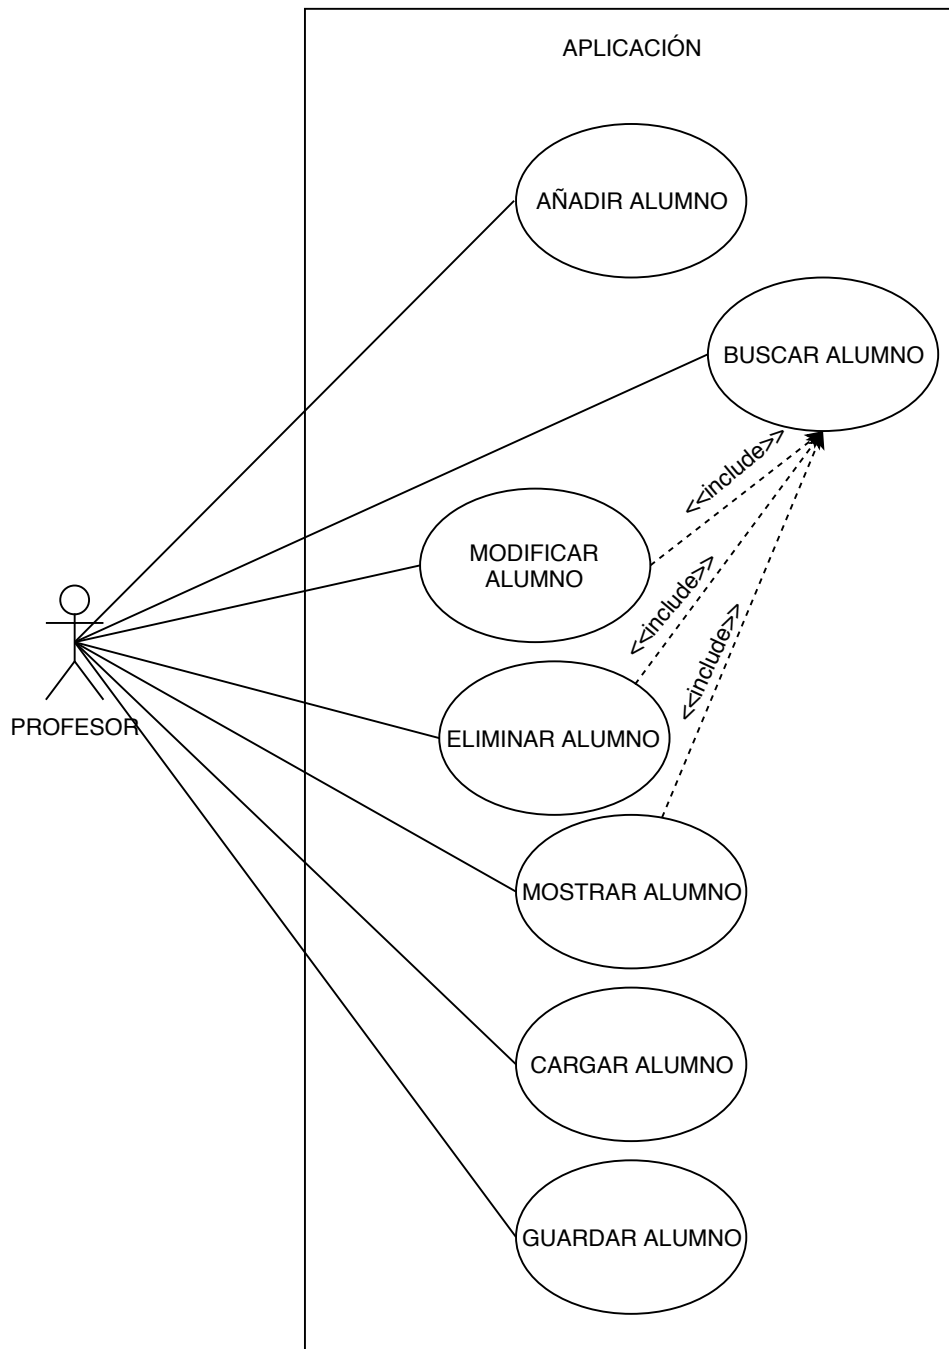 APLICACIÓN
AÑADIR ALUMNO
BUSCAR ALUMNO
<<include>>
MODIFICAR
ALUMNO
<<include>>
<<include>>
PROFESOR
ELIMINAR ALUMNO
MOSTRAR ALUMNO
CARGAR ALUMNO
GUARDAR ALUMNO